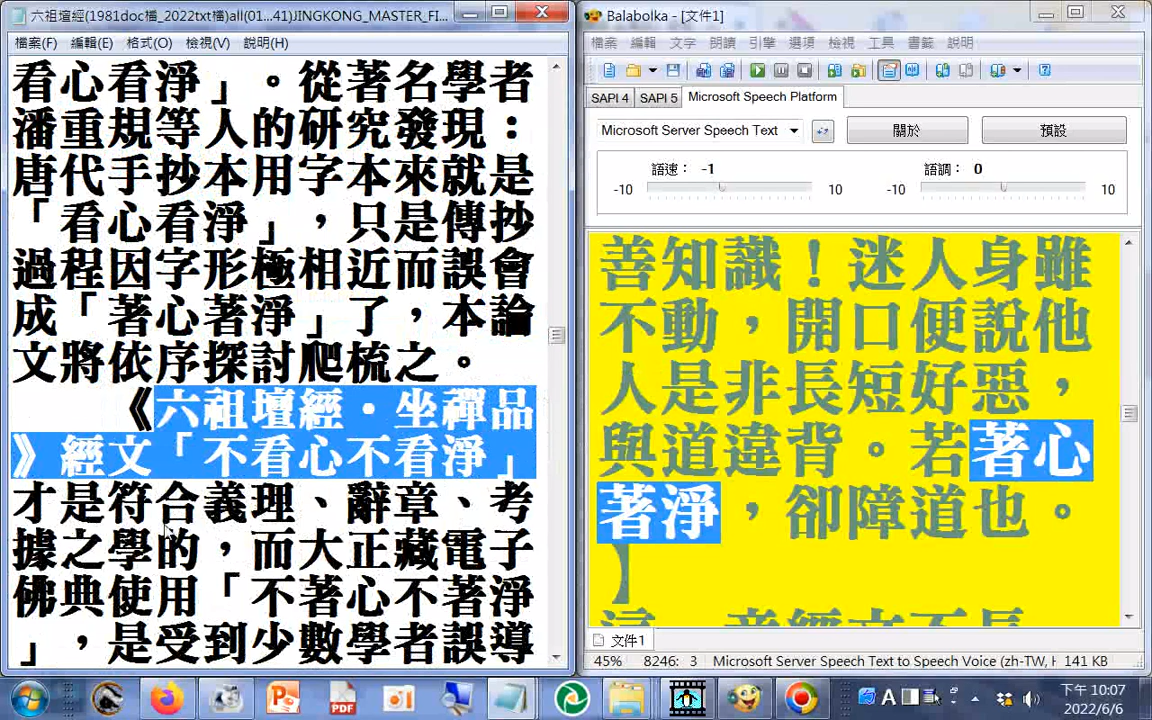 六祖壇經(1981doc檔_2022txt檔)all(01...41)JINGKONG_MASTER_FI...
檔案(F) 編輯(E) 格式(O) 檢視(V) 說明(H)
看心看淨」。從著名學者
潘重規等人的研究發現：
唐代手抄本用字本來就是
「看心看淨」，只是傳抄
過程因字形極相近而誤會
成「著心著淨」了，本論
文將依序探討爬梳之。
《六祖壇經‧坐禪品
》經文「不看心不看淨」
才是符合義理、辭章、考
據之學的，而大正藏電子
佛典使用「不著心不著淨
」，是受到少數學者誤導
Balabolka - [文件1]
檔案 編輯 文字 朗讀 引擎 選項 檢視 工具 書籤 說明
SAPI 4 SAPI 5 Microsoft Speech Platform
Microsoft Server Speech Text 關於 預設
語速： -1 語調： 0
-10 10 -10 10
善知識！迷人身雖
不動，開口便說他
人是非長短好惡，
與道違背。若著心
著淨，卻障道也。
】
文件1
45% 8246: 3 Microsoft Server Speech Text to Speech Voice (zh-TW, H 141 KB
下午 10:07
2022/6/6